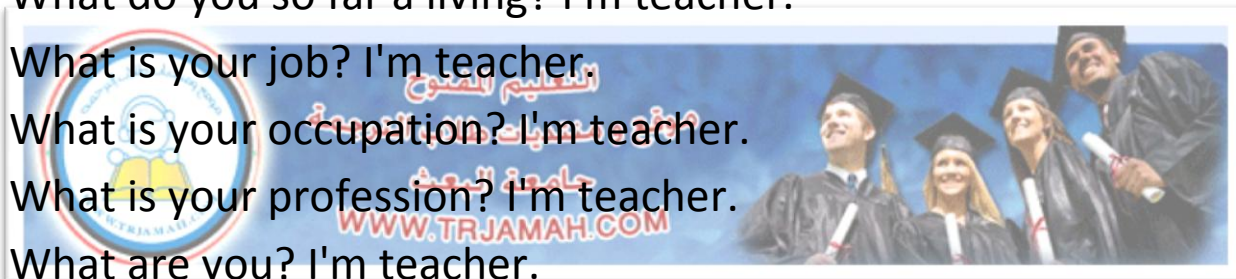 What do you so far a living? I'm teacher.
What is your job? I'm teacher.
التعليم المفتوح
What is your occupation? I'm teacher.
What is your profession? I'm teacher.
جامعة البعث
WWW.TRJAMAH.COM
What are you? I'm teacher.